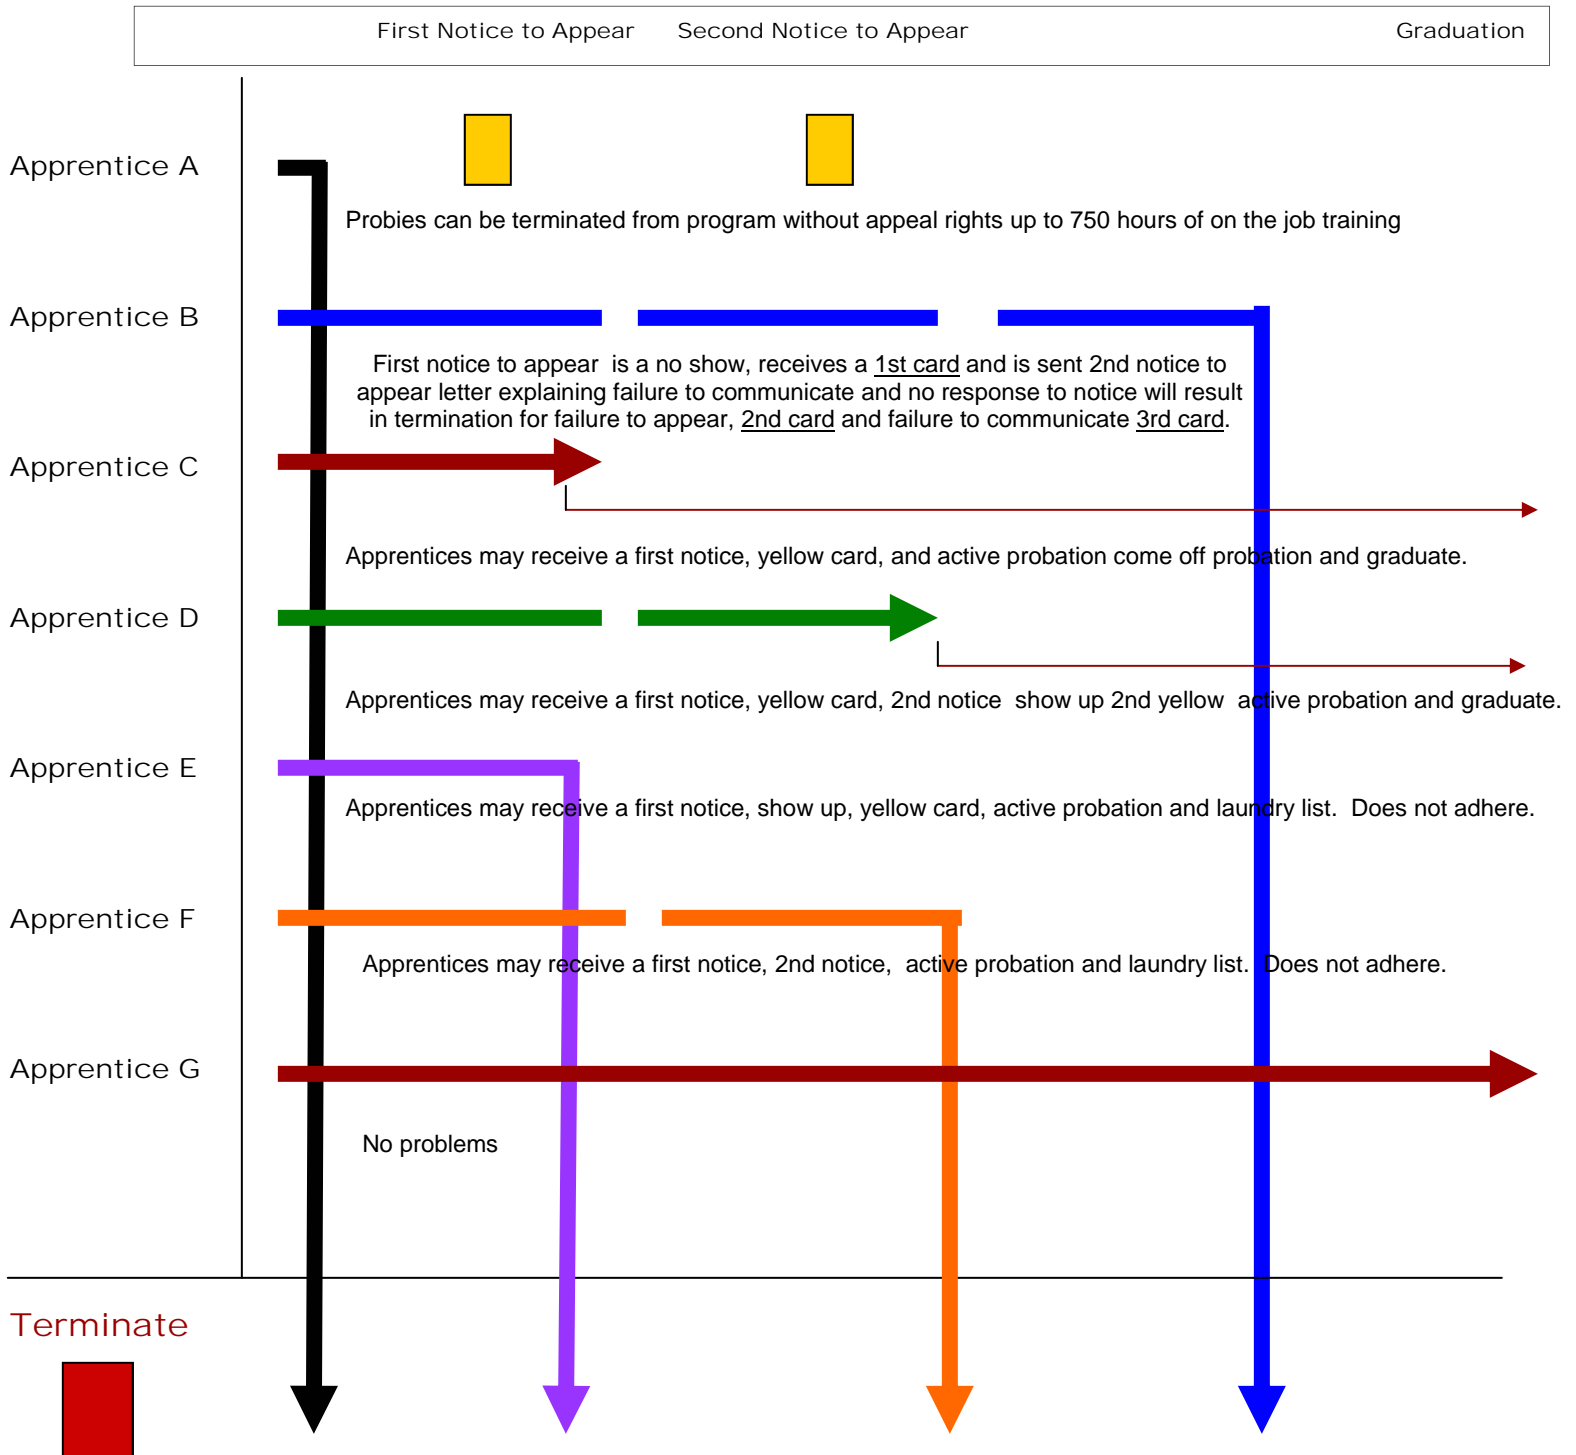 First Notice to Appear Second Notice to Appear Graduation
Apprentice A
Probies can be terminated from program without appeal rights up to 750 hours of on the job training
Apprentice B
First notice to appear  is a no show, receives a 1st card and is sent 2nd notice to
appear letter explaining failure to communicate and no response to notice will result
in termination for failure to appear, 2nd card and failure to communicate 3rd card.
Apprentice C
Apprentices may receive a first notice, yellow card, and active probation come off probation and graduate.
Apprentice D
Apprentices may receive a first notice, yellow card, 2nd notice  show up 2nd yellow  active probation and graduate.
Apprentice E
Apprentices may receive a first notice, show up, yellow card, active probation and laundry list.  Does not adhere.
Apprentice F
Apprentices may receive a first notice, 2nd notice,  active probation and laundry list.  Does not adhere.
Apprentice G
No problems
Terminate